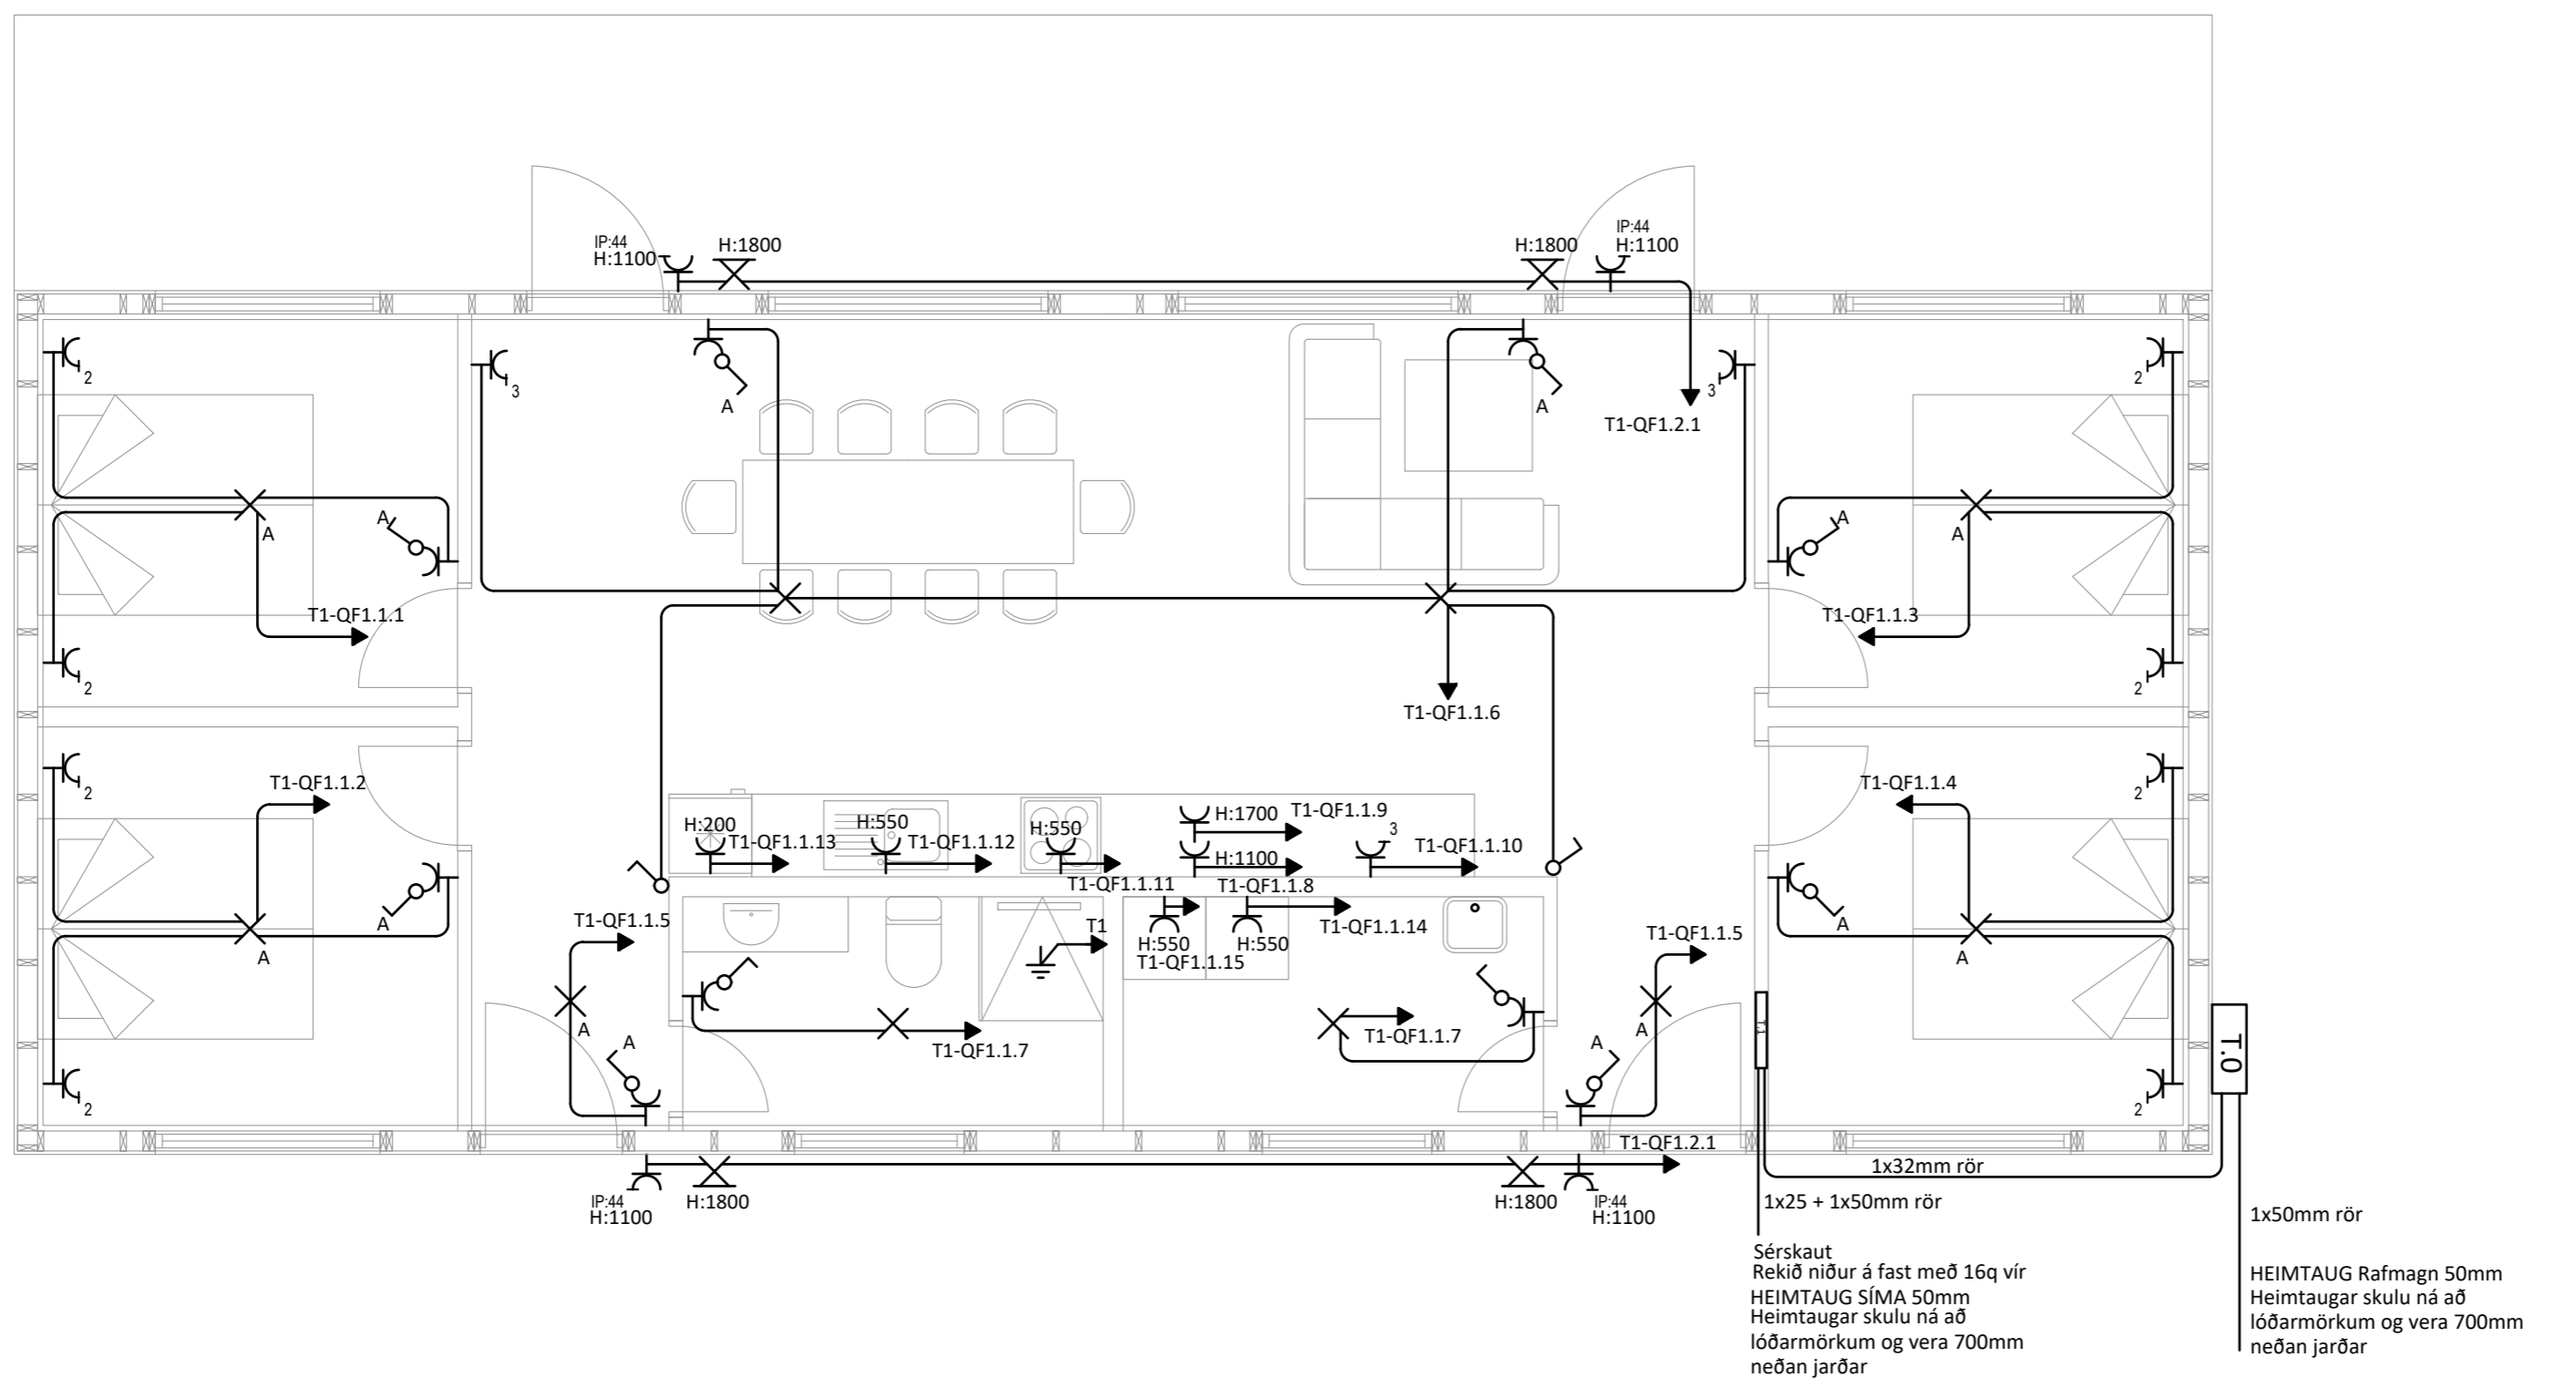 IP:44
H:1100
H:1800
H:1800
IP:44
H:1100
2
3
A
A
3
2
T1-QF1.2.1
A
A
A
A
T1-QF1.1.1
T1-QF1.1.3
2
2
T1-QF1.1.6
2
T1-QF1.1.2
T1-QF1.1.4
2
H:200
T1-QF1.1.13
H:550
T1-QF1.1.12
H:550
H:1700
T1-QF1.1.9
3
T1-QF1.1.10
H:1100
T1-QF1.1.11
T1-QF1.1.8
A
A
T1-QF1.1.5
T1
H:550
T1-QF1.1.15
H:550
T1-QF1.1.14
T1-QF1.1.5
A
A
A
A
T1-QF1.1.7
T1-QF1.1.7
A
A
T.1
T.0
2
2
T1-QF1.2.1
IP:44
H:1100
H:1800
H:1800
IP:44
H:1100
1x32mm rör
1x25 + 1x50mm rör
1x50mm rör
Sérskaut
Rekið niður á fast með 16q vír
HEIMTAUG SÍMA 50mm
Heimtaugar skulu ná að
lóðarmörkum og vera 700mm
neðan jarðar
HEIMTAUG Rafmagn 50mm
Heimtaugar skulu ná að
lóðarmörkum og vera 700mm
neðan jarðar